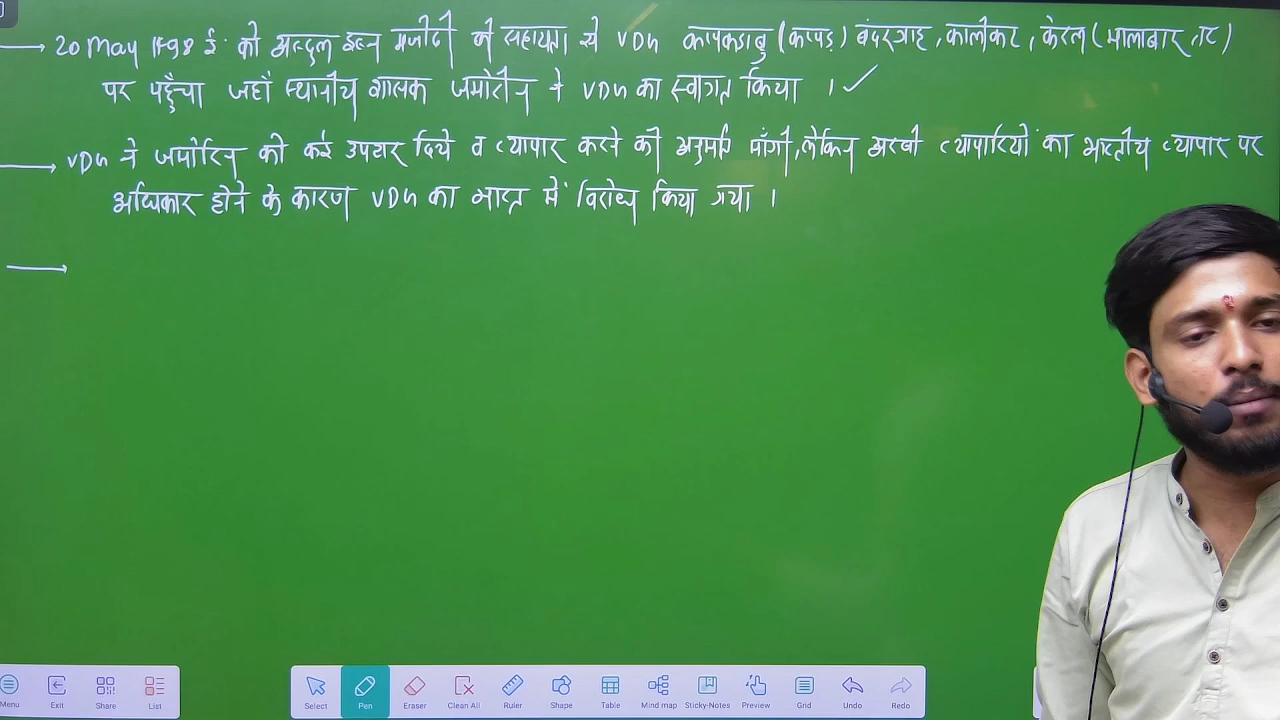 → 20 May 1498 ई. को अब्दुल इब्न मजीदी की सहायता से VDG कापकडाबु (कापड़) बंदरगाह, कालीकट, केरल (मालाबार तट)
पर पहुँचा जहाँ स्थानीय शासक जमोरीन ने VDG का स्वागत किया । ✓
→ VDG ने जमोरिन को कई उपहार दिये व व्यापार करने की अनुमति माँगी, लेकिन अरबी व्यापारियों का भारतीय व्यापार पर
अधिकार होने के कारण VDG का भारत में विरोध किया गया ।
→
Menu Exit Share List Select Pen Eraser Clean All Ruler Shape Table Mind map Sticky-Notes Preview Grid Undo Redo